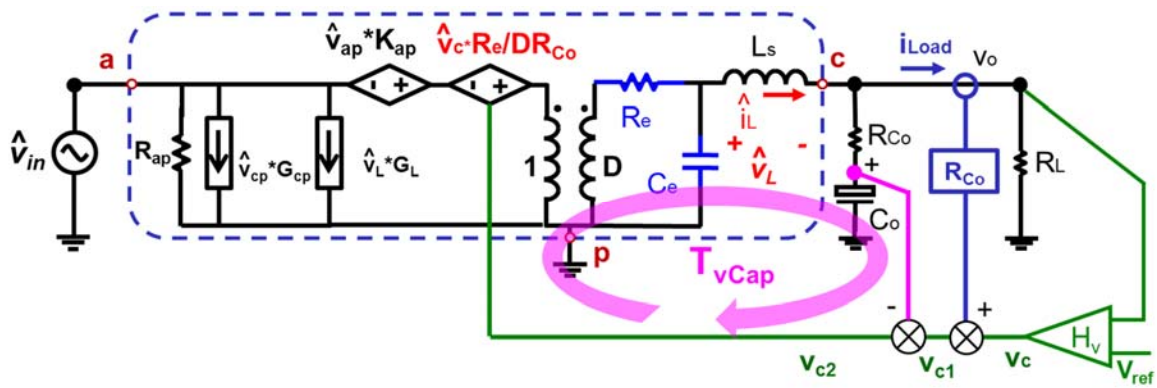 v̂ap*Kap
v̂c*Re/DRCo
Ls
a
c
iLoad
vo
v̂in
Rap
v̂cp*Gcp
v̂L*GL
1
D
Re
Ce
îL
+ v̂L -
RCo
+
Co
RCo
RL
p
TvCap
-
+
vc2
vc1
vc
Hv
Vref
- +
- +